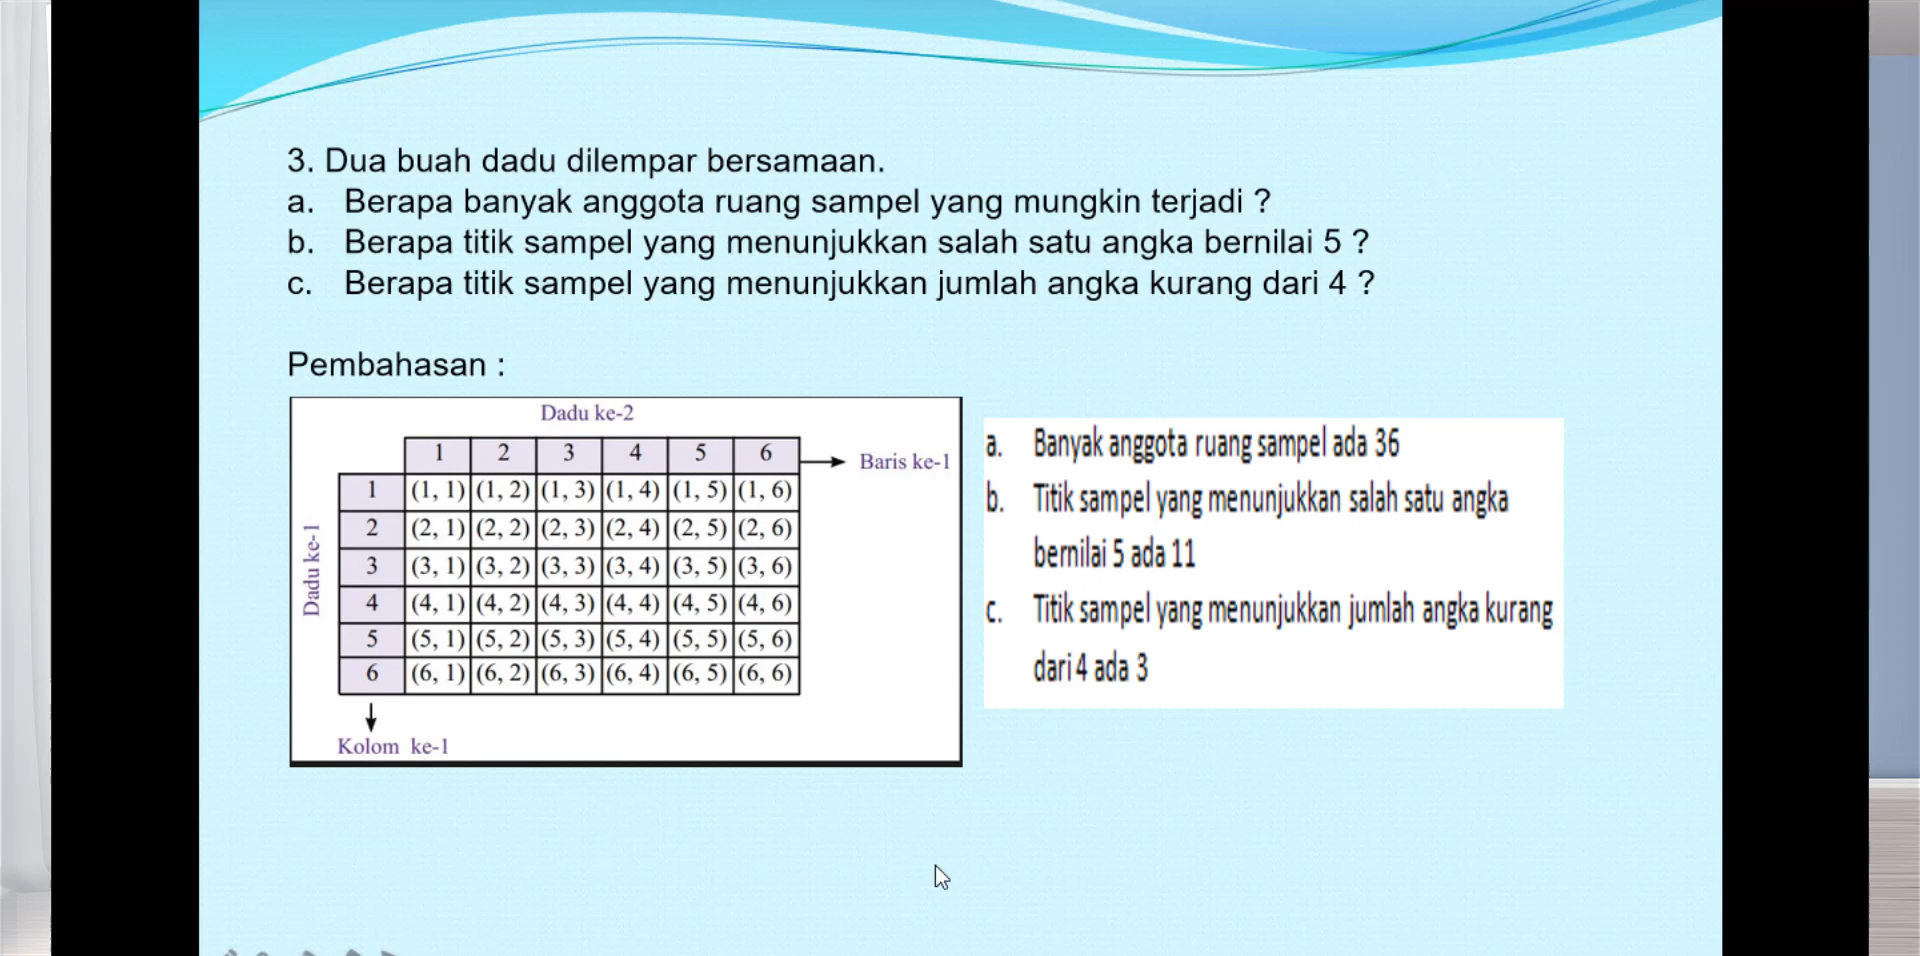 3. Dua buah dadu dilempar bersamaan.
a. Berapa banyak anggota ruang sampel yang mungkin terjadi ?
b. Berapa titik sampel yang menunjukkan salah satu angka bernilai 5 ?
c. Berapa titik sampel yang menunjukkan jumlah angka kurang dari 4 ?
Pembahasan :
Dadu ke-2
1 2 3 4 5 6
Baris ke-1
Dadu ke-1
1 (1, 1) (1, 2) (1, 3) (1, 4) (1, 5) (1, 6)
2 (2, 1) (2, 2) (2, 3) (2, 4) (2, 5) (2, 6)
3 (3, 1) (3, 2) (3, 3) (3, 4) (3, 5) (3, 6)
4 (4, 1) (4, 2) (4, 3) (4, 4) (4, 5) (4, 6)
5 (5, 1) (5, 2) (5, 3) (5, 4) (5, 5) (5, 6)
6 (6, 1) (6, 2) (6, 3) (6, 4) (6, 5) (6, 6)
Kolom ke-1
a. Banyak anggota ruang sampel ada 36
b. Titik sampel yang menunjukkan salah satu angka
bernilai 5 ada 11
c. Titik sampel yang menunjukkan jumlah angka kurang
dari 4 ada 3